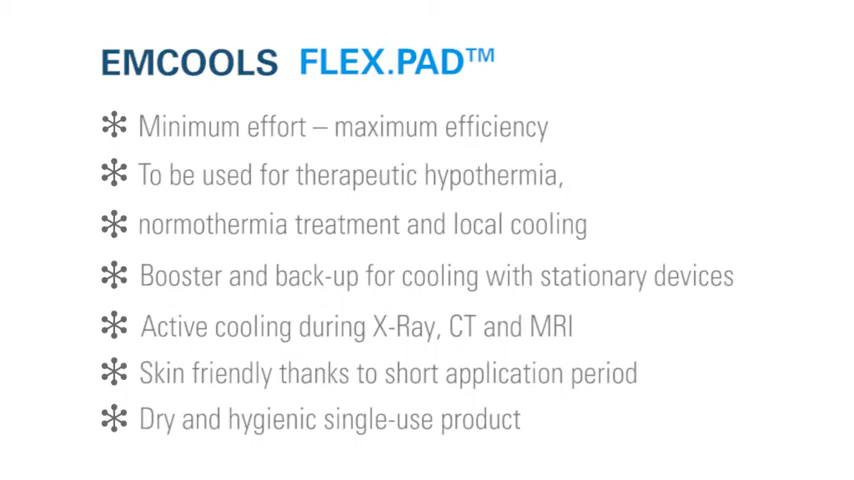 EMCOOLS FLEX.PAD™
Minimum effort – maximum efficiency
To be used for therapeutic hypothermia,
normothermia treatment and local cooling
Booster and back-up for cooling with stationary devices
Active cooling during X-Ray, CT and MRI
Skin friendly thanks to short application period
Dry and hygienic single-use product